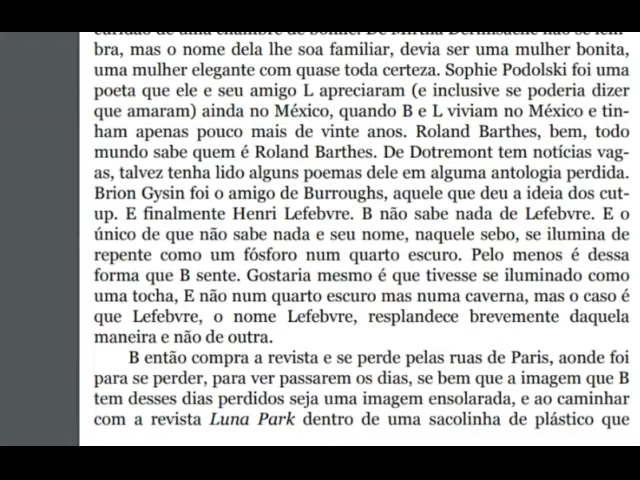 bra, mas o nome dela lhe soa familiar, devia ser uma mulher bonita,
uma mulher elegante com quase toda certeza. Sophie Podolski foi uma
poeta que ele e seu amigo L apreciaram (e inclusive se poderia dizer
que amaram) ainda no México, quando B e L viviam no México e tin-
ham apenas pouco mais de vinte anos. Roland Barthes, bem, todo
mundo sabe quem é Roland Barthes. De Dotremont tem notícias vag-
as, talvez tenha lido alguns poemas dele em alguma antologia perdida.
Brion Gysin foi o amigo de Burroughs, aquele que deu a ideia dos cut-
up. E finalmente Henri Lefebvre. B não sabe nada de Lefebvre. E o
único de que não sabe nada e seu nome, naquele sebo, se ilumina de
repente como um fósforo num quarto escuro. Pelo menos é dessa
forma que B sente. Gostaria mesmo é que tivesse se iluminado como
uma tocha, E não num quarto escuro mas numa caverna, mas o caso é
que Lefebvre, o nome Lefebvre, resplandece brevemente daquela
maneira e não de outra.
B então compra a revista e se perde pelas ruas de Paris, aonde foi
para se perder, para ver passarem os dias, se bem que a imagem que B
tem desses dias perdidos seja uma imagem ensolarada, e ao caminhar
com a revista Luna Park dentro de uma sacolinha de plástico que